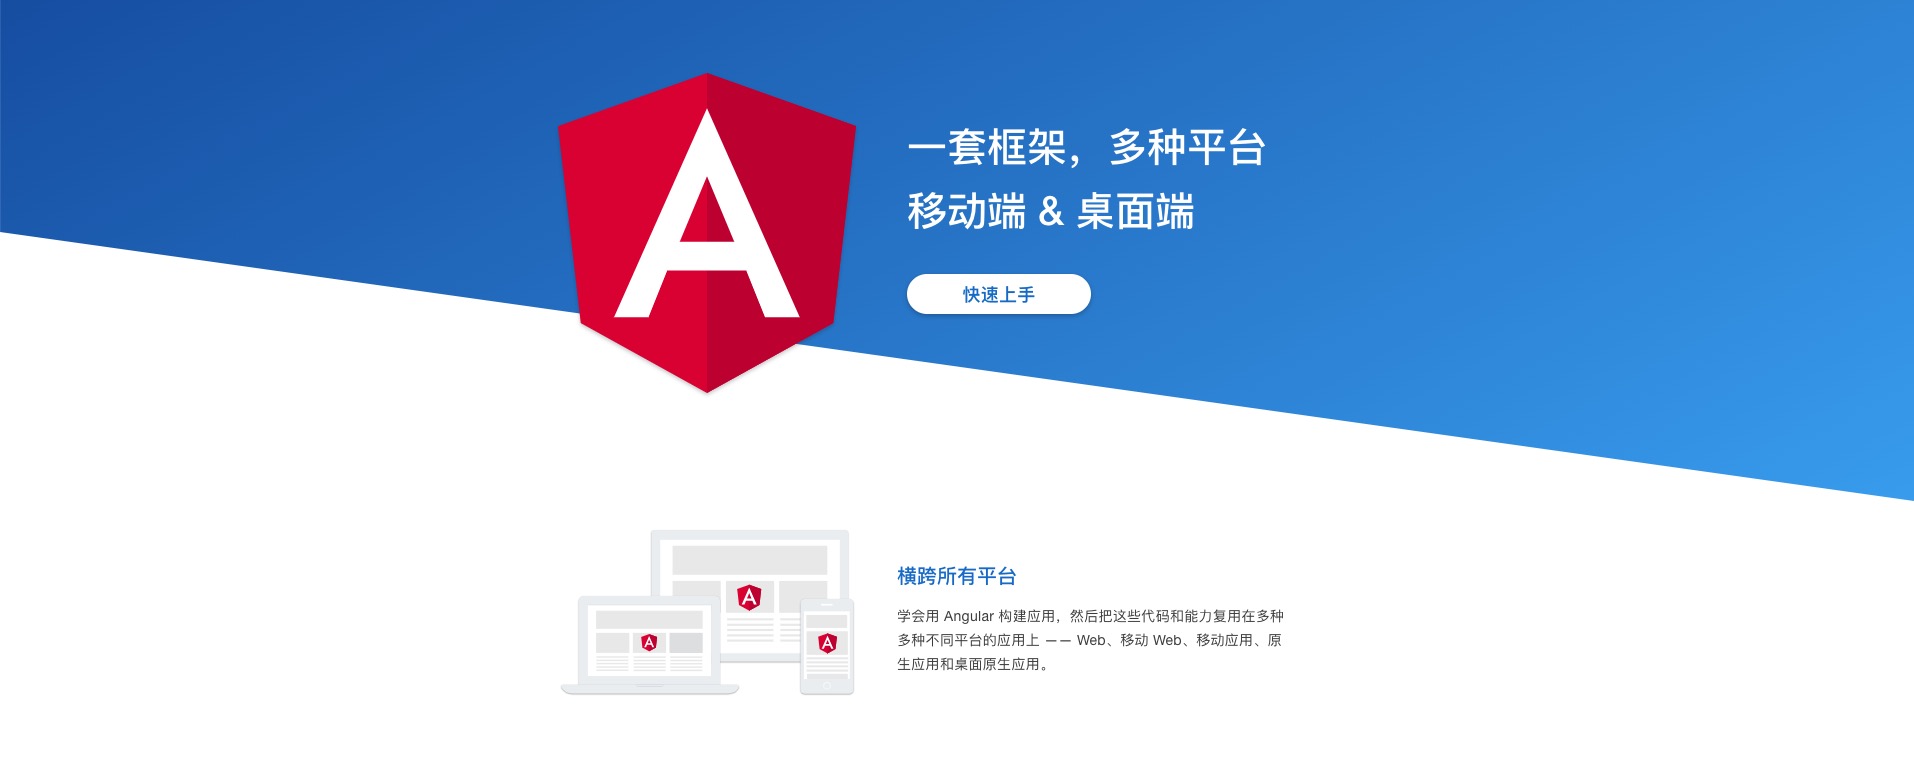 一套框架，多种平台
移动端 & 桌面端
快速上手
横跨所有平台
学会用 Angular 构建应用，然后把这些代码和能力复用在多种
多种不同平台的应用上 —— Web、移动 Web、移动应用、原
生应用和桌面原生应用。